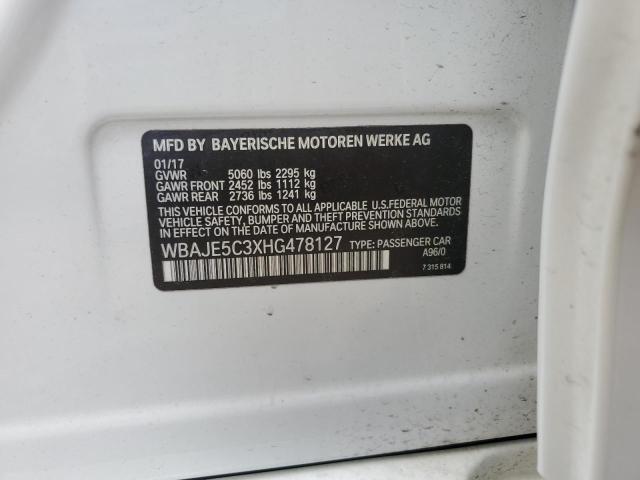 MFD BY BAYERISCHE MOTOREN WERKE AG
01/17
GVWR 5060 lbs 2295 kg
GAWR FRONT 2452 lbs 1112 kg
GAWR REAR 2736 lbs 1241 kg
THIS VEHICLE CONFORMS TO ALL APPLICABLE U.S.FEDERAL MOTOR
VEHICLE SAFETY, BUMPER, AND THEFT PREVENTION STANDARDS
IN EFFECT ON THE DATE OF MANUFACTURE SHOWN ABOVE.
WBAJE5C3XHG478127 TYPE: PASSENGER CAR
A96/0
7 315 814